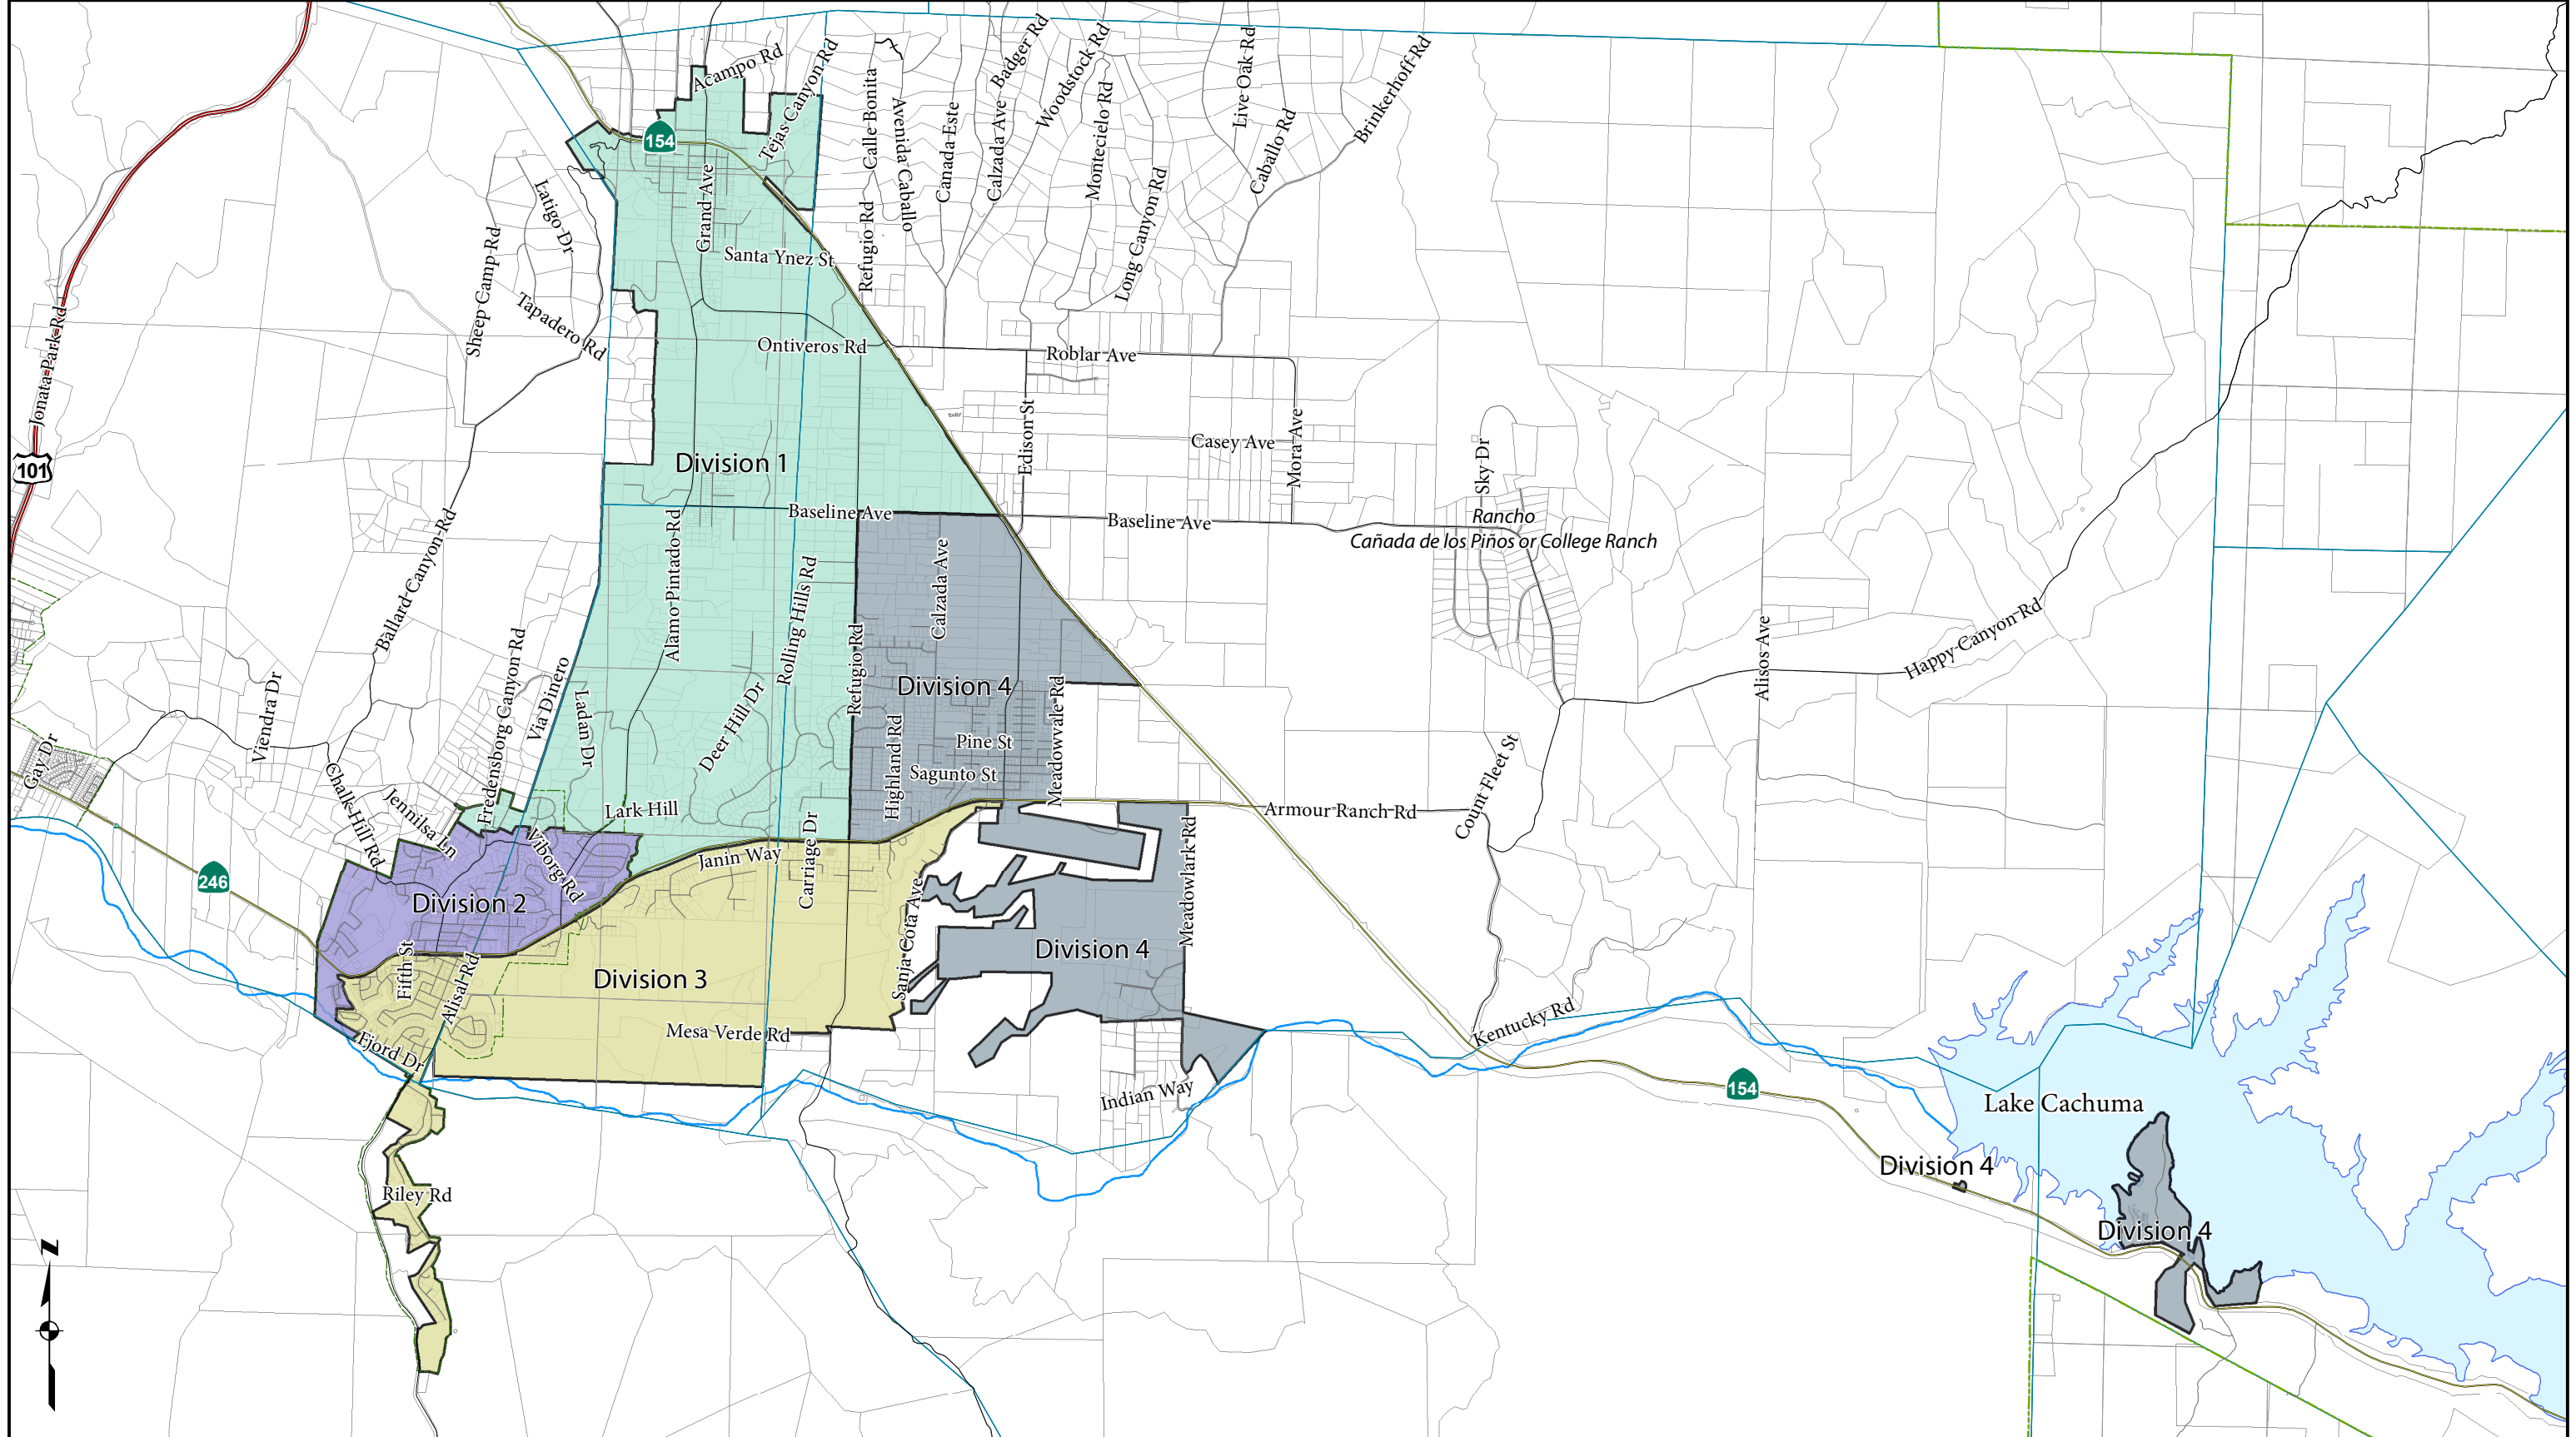 Acampo Rd
Tejas Canyon Rd
Calle Bonita
Avenida Caballo
Canada Este
Calzada Ave
Badger Rd
Woodstock Rd
Montecielo Rd
Long Canyon Rd
Live Oak Rd
Caballo Rd
Brinkerhoff Rd
154
Grand Ave
Latigo Dr
Sheep Camp Rd
Tapadero Rd
Santa Ynez St
Refugio Rd
Jonata Park Rd
Ontiveros Rd
Roblar Ave
Edison St
Casey Ave
Mora Ave
Sky Dr
101
Division 1
Baseline Ave
Baseline Ave
Rancho
Cañada de los Piños or College Ranch
Ballard Canyon Rd
Alamo Pintado Rd
Rolling Hills Rd
Calzada Ave
Refugio Rd
Alisos Ave
Happy Canyon Rd
Viendra Dr
Fredensborg Canyon Rd
Via Dinero
Ladan Dr
Deer Hill Dr
Division 4
Highland Rd
Pine St
Sagunto St
Meadowvale Rd
Gay Dr
Chalk Hill Rd
Jennilsa Ln
Lark Hill
Viborg Rd
Janin Way
Carriage Dr
Armour Ranch Rd
Count Fleet St
Meadowlark Rd
246
Division 2
Fifth St
Alisal Rd
Division 3
Sanja Cota Ave
Division 4
Mesa Verde Rd
Fjord Dr
Kentucky Rd
Indian Way
154
Lake Cachuma
Division 4
Riley Rd
Division 4
N